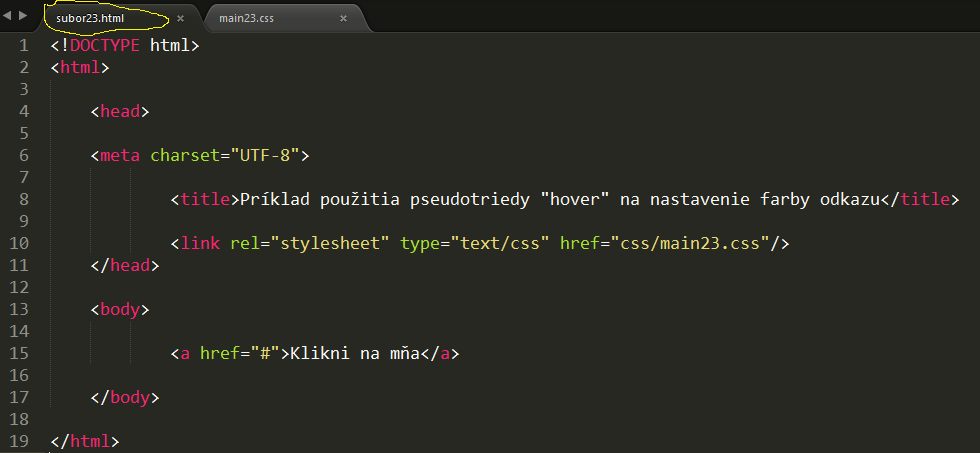 subor23.html × main23.css ×
1 <!DOCTYPE html>
2 <html>
3
4 <head>
5
6 <meta charset="UTF-8">
7
8 <title>Príklad použitia pseudotriedy "hover" na nastavenie farby odkazu</title>
9
10 <link rel="stylesheet" type="text/css" href="css/main23.css"/>
11 </head>
12
13 <body>
14
15 <a href="#">Klikni na mňa</a>
16
17 </body>
18
19 </html>